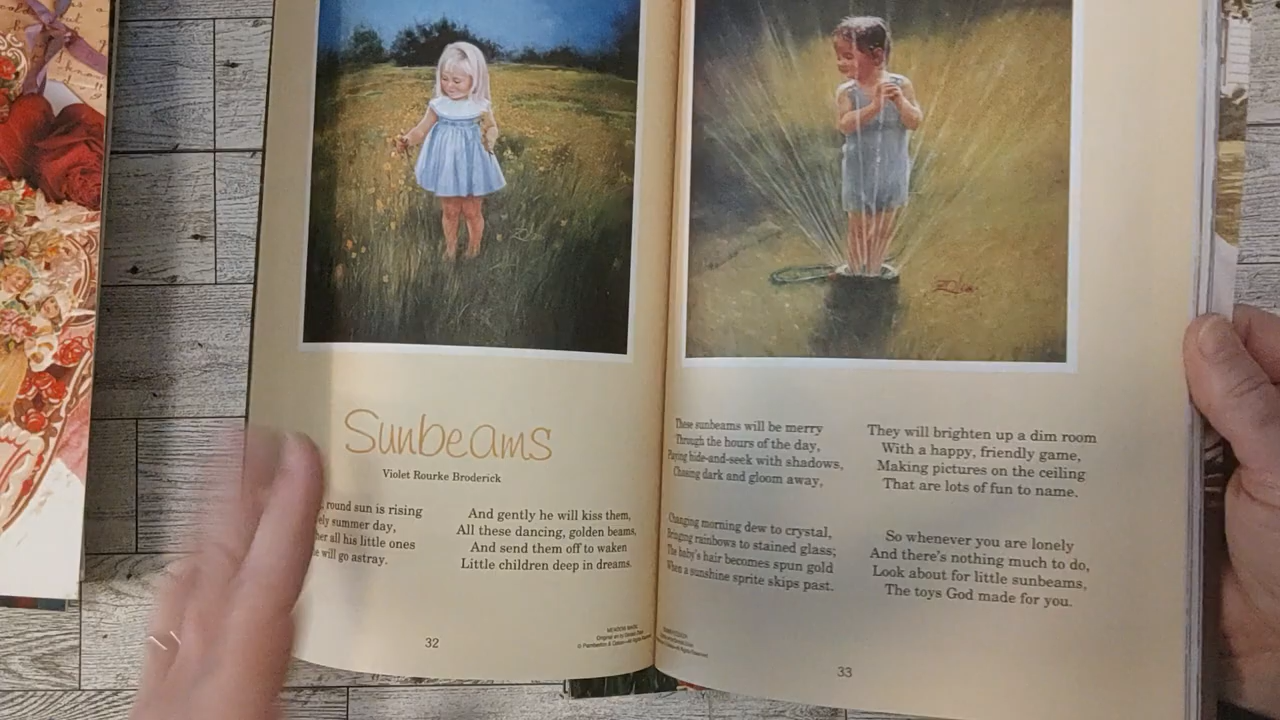 Sunbeams
Violet Rourke Broderick
round sun is rising
summer day,
all his little ones
will go astray.
And gently he will kiss them,
All these dancing, golden beams,
And send them off to waken
Little children deep in dreams.
32
These sunbeams will be merry
Through the hours of the day,
Playing hide-and-seek with shadows,
Chasing dark and gloom away,
Changing morning dew to crystal,
Bringing rainbows to stained glass;
The baby's hair becomes spun gold
When a sunshine sprite skips past.
They will brighten up a dim room
With a happy, friendly game,
Making pictures on the ceiling
That are lots of fun to name.
So whenever you are lonely
And there's nothing much to do,
Look about for little sunbeams,
The toys God made for you.
33